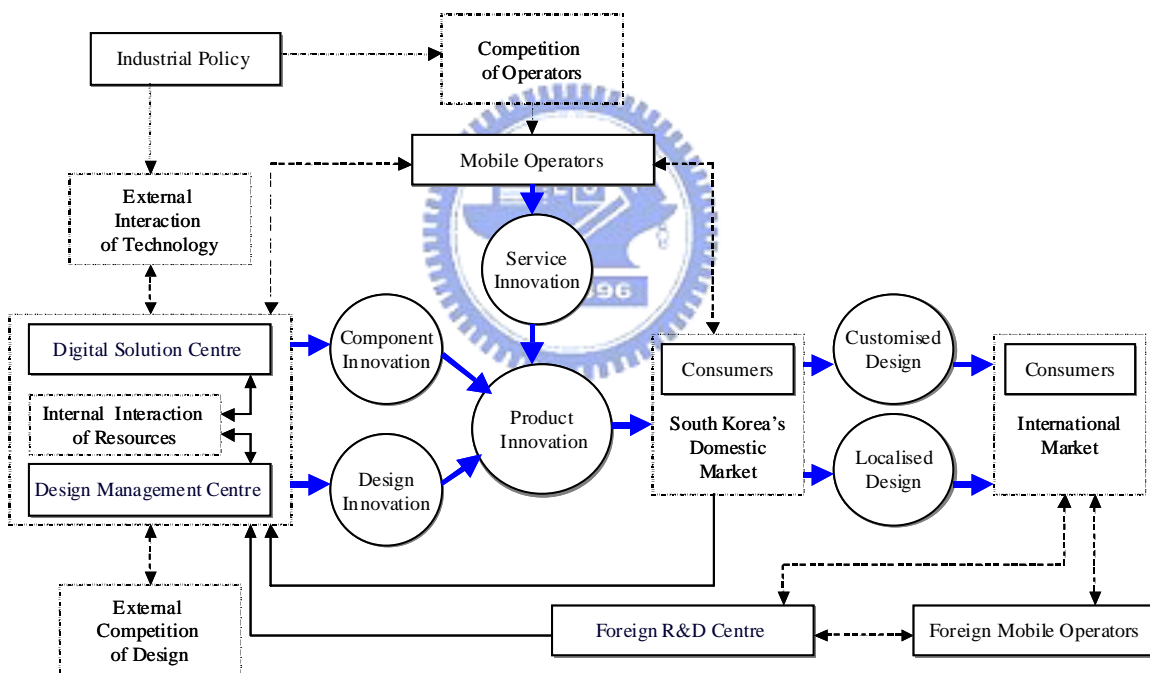 Industrial Policy
Competition
of Operators
Mobile Operators
External
Interaction
of Technology
Service
Innovation
896
Digital Solution Centre
Internal Interaction
of Resources
Design Management Centre
Component
Innovation
Design
Innovation
Product
Innovation
Consumers
South Korea's
Domestic
Market
Customised
Design
Localised
Design
Consumers
International
Market
External
Competition
of Design
Foreign R&D Centre
Foreign Mobile Operators